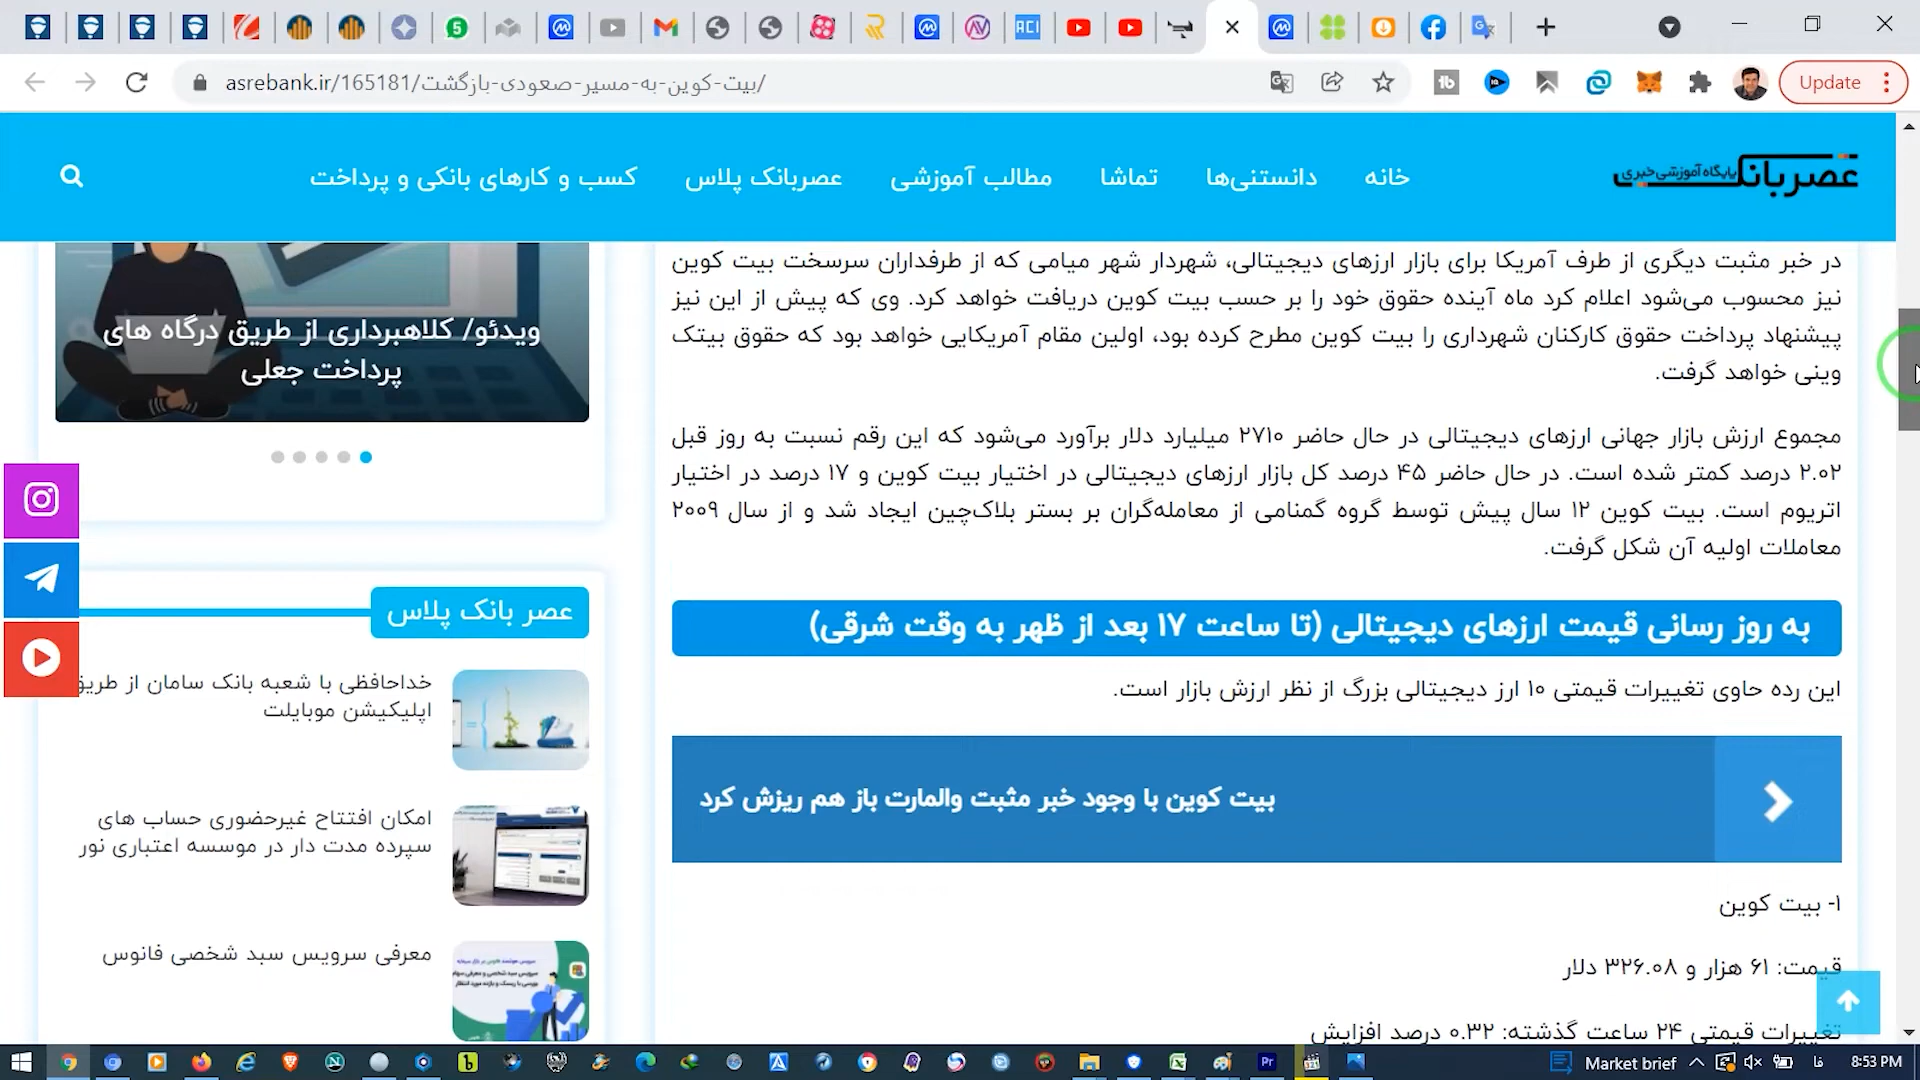 asrebank.ir/165181/بیت-کوین-به-مسیر-صعودی-بازگشت/
Update
عصر بانک
پایگاه آموزشی خبری
خانه
دانستنی‌ها
تماشا
مطالب آموزشی
عصربانک پلاس
کسب و کارهای بانکی و پرداخت
در خبر مثبت دیگری از طرف آمریکا برای بازار ارزهای دیجیتالی، شهردار شهر میامی که از طرفداران سرسخت بیت کوین
نیز محسوب می‌شود اعلام کرد ماه آینده حقوق خود را بر حسب بیت کوین دریافت خواهد کرد. وی که پیش از این نیز
پیشنهاد پرداخت حقوق کارکنان شهرداری را بیت کوین مطرح کرده بود، اولین مقام آمریکایی خواهد بود که حقوق بیتک
وینی خواهد گرفت.
مجموع ارزش بازار جهانی ارزهای دیجیتالی در حال حاضر ۲۷۱۰ میلیارد دلار برآورد می‌شود که این رقم نسبت به روز قبل
۲.۰۲ درصد کمتر شده است. در حال حاضر ۴۵ درصد کل بازار ارزهای دیجیتالی در اختیار بیت کوین و ۱۷ درصد در اختیار
اتریوم است. بیت کوین ۱۲ سال پیش توسط گروه گمنامی از معامله‌گران بر بستر بلاک‌چین ایجاد شد و از سال ۲۰۰۹
معاملات اولیه آن شکل گرفت.
به روز رسانی قیمت ارزهای دیجیتالی (تا ساعت ۱۷ بعد از ظهر به وقت شرقی)
این رده حاوی تغییرات قیمتی ۱۰ ارز دیجیتالی بزرگ از نظر ارزش بازار است.
بیت کوین با وجود خبر مثبت والمارت باز هم ریزش کرد
۱- بیت کوین
قیمت: ۶۱ هزار و ۳۲۶.۰۸ دلار
تغییرات قیمتی ۲۴ ساعت گذشته: ۰.۳۲ درصد افزایش
ویدئو/ کلاهبرداری از طریق درگاه های
پرداخت جعلی
عصر بانک پلاس
خداحافظی با شعبه بانک سامان از طریق
اپلیکیشن موبایلت
امکان افتتاح غیرحضوری حساب های
سپرده مدت دار در موسسه اعتباری نور
معرفی سرویس سبد شخصی فانوس
Market brief
فا
8:53 PM